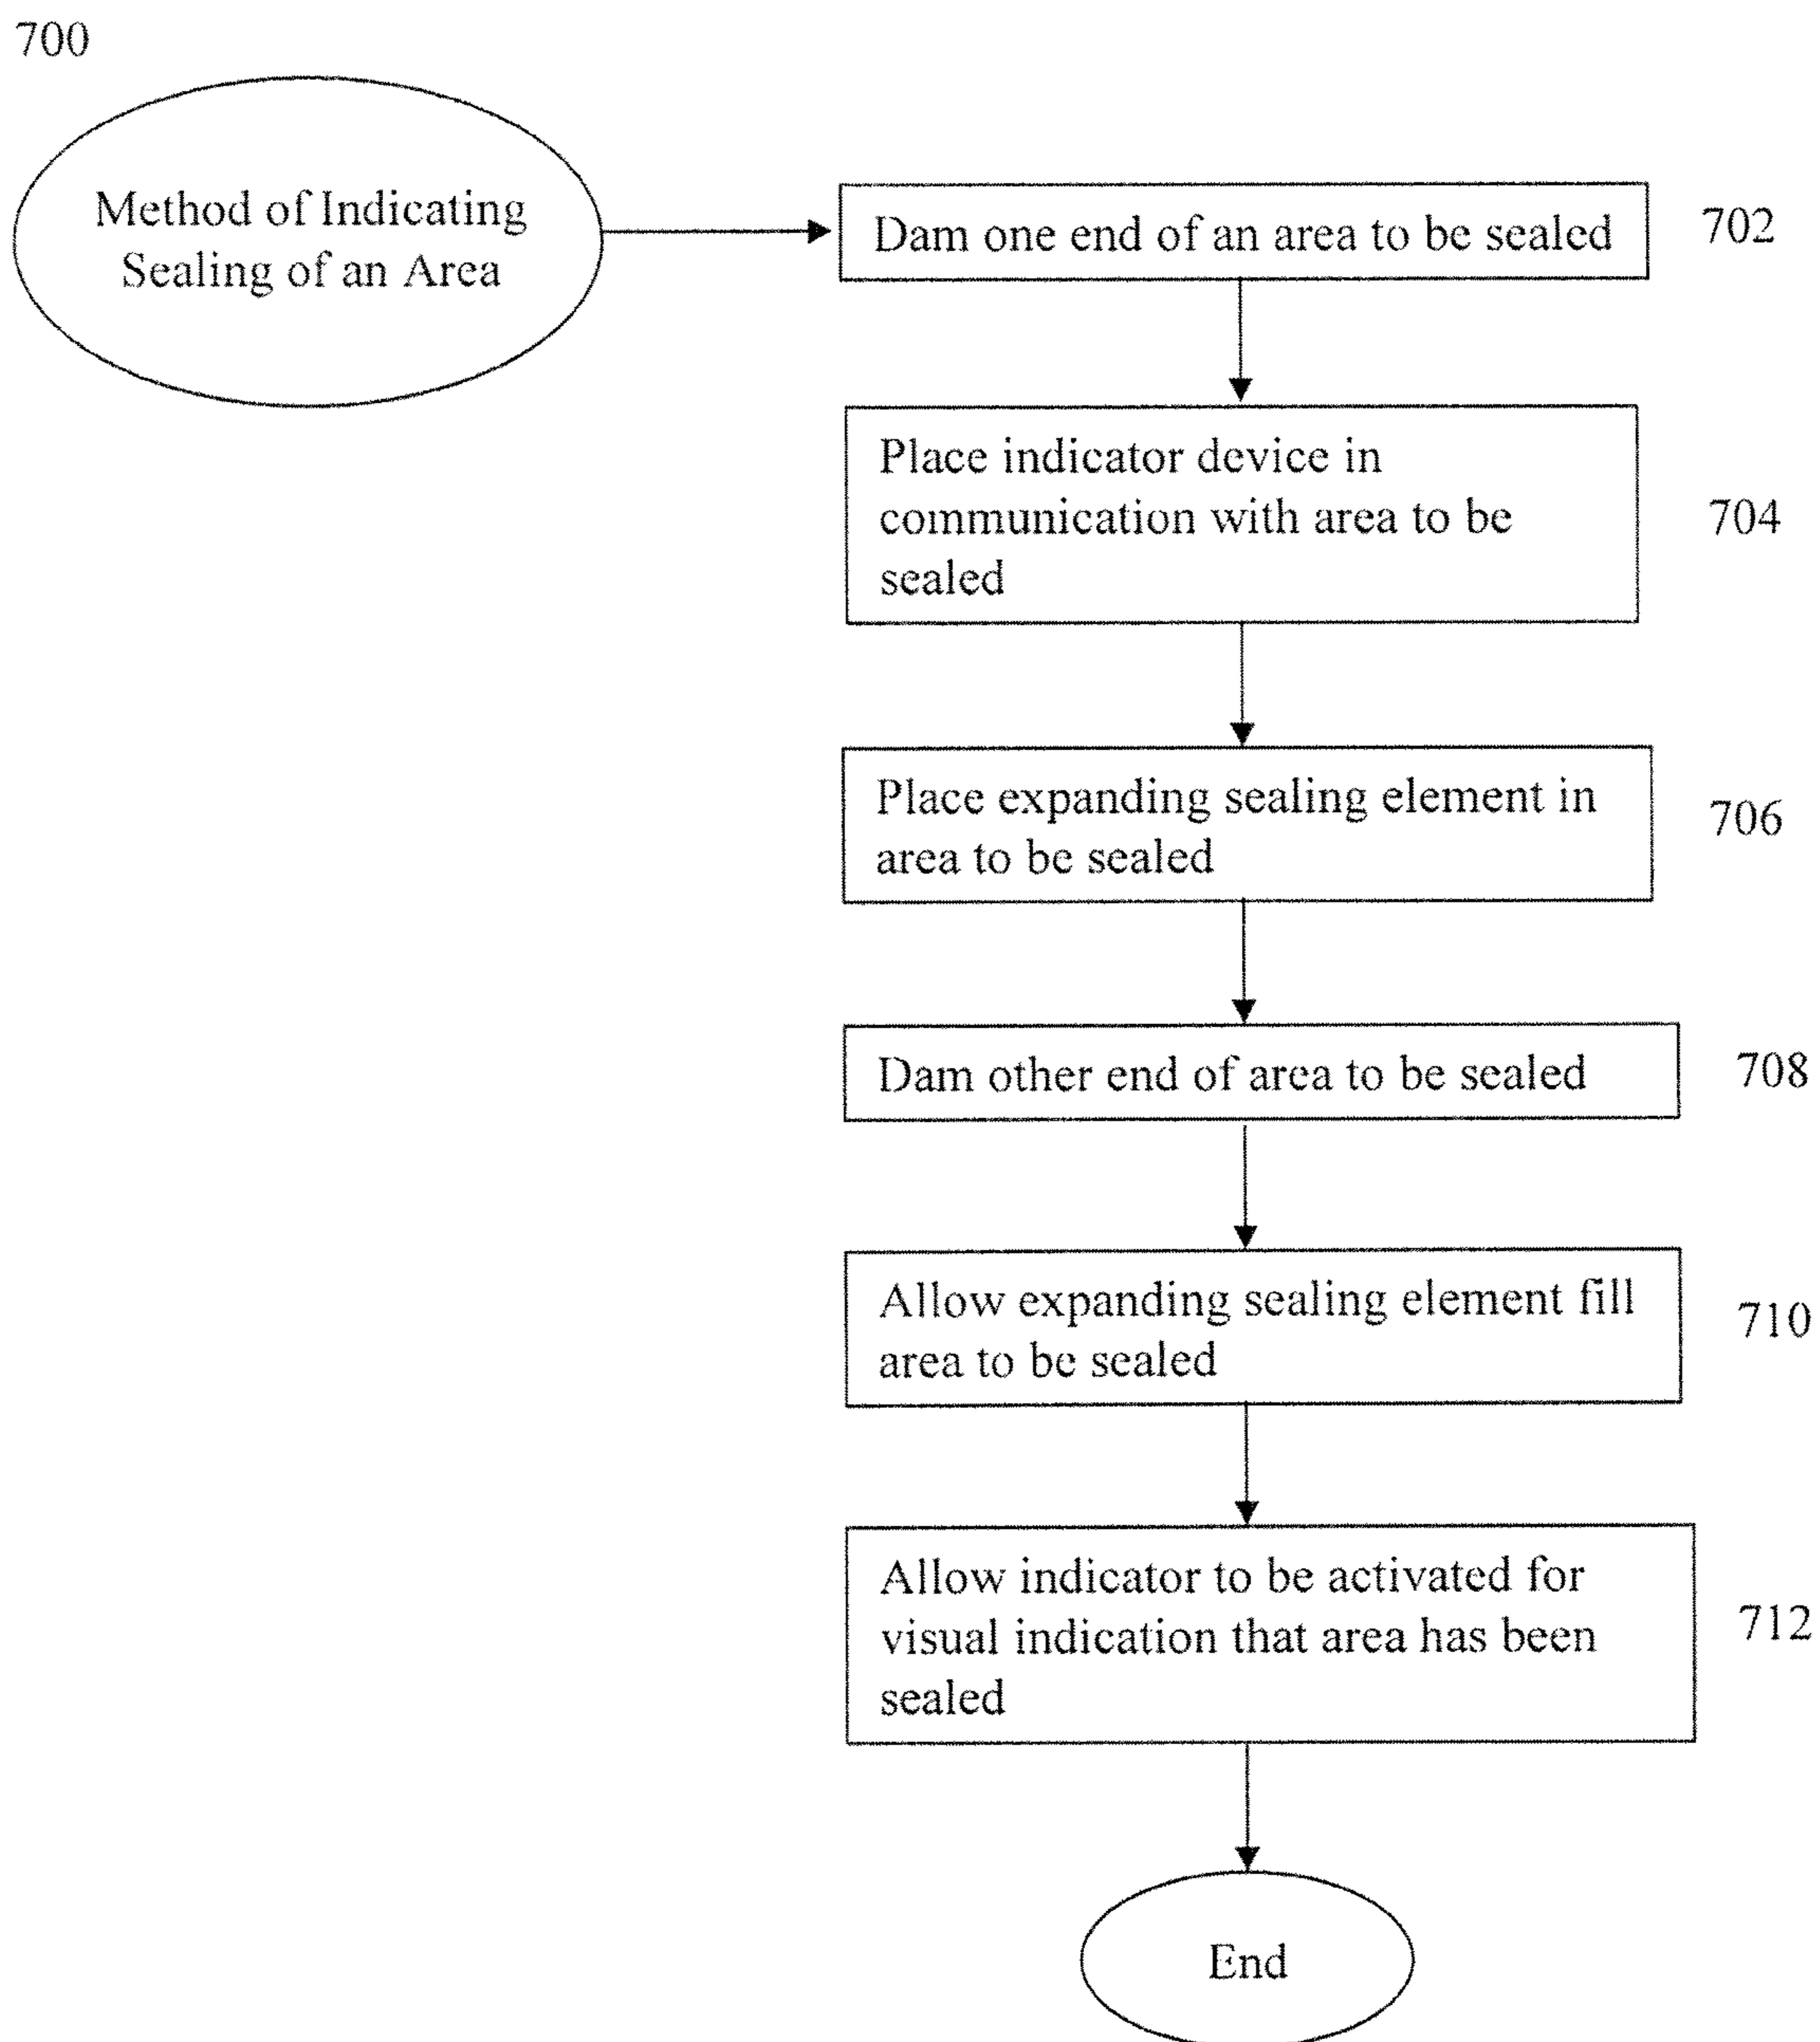 700
Method of Indicating
Sealing of an Area
Dam one end of an area to be sealed
702
Place indicator device in
communication with area to be
sealed
704
Place expanding sealing element in
area to be sealed
706
Dam other end of area to be sealed
708
Allow expanding sealing element fill
area to be sealed
710
Allow indicator to be activated for
visual indication that area has been
sealed
712
End